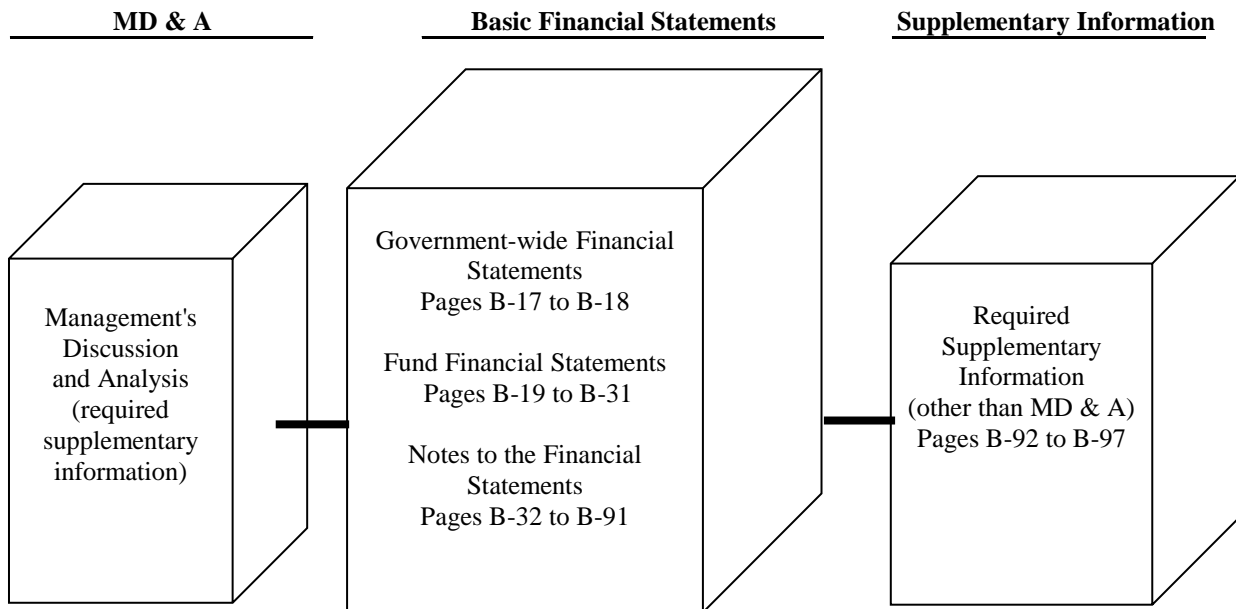 MD & A
Basic Financial Statements
Supplementary Information
Management's
Discussion
and Analysis
(required
supplementary
information)
Government-wide Financial
Statements
Pages B-17 to B-18
Fund Financial Statements
Pages B-19 to B-31
Notes to the Financial
Statements
Pages B-32 to B-91
Required
Supplementary
Information
(other than MD & A)
Pages B-92 to B-97